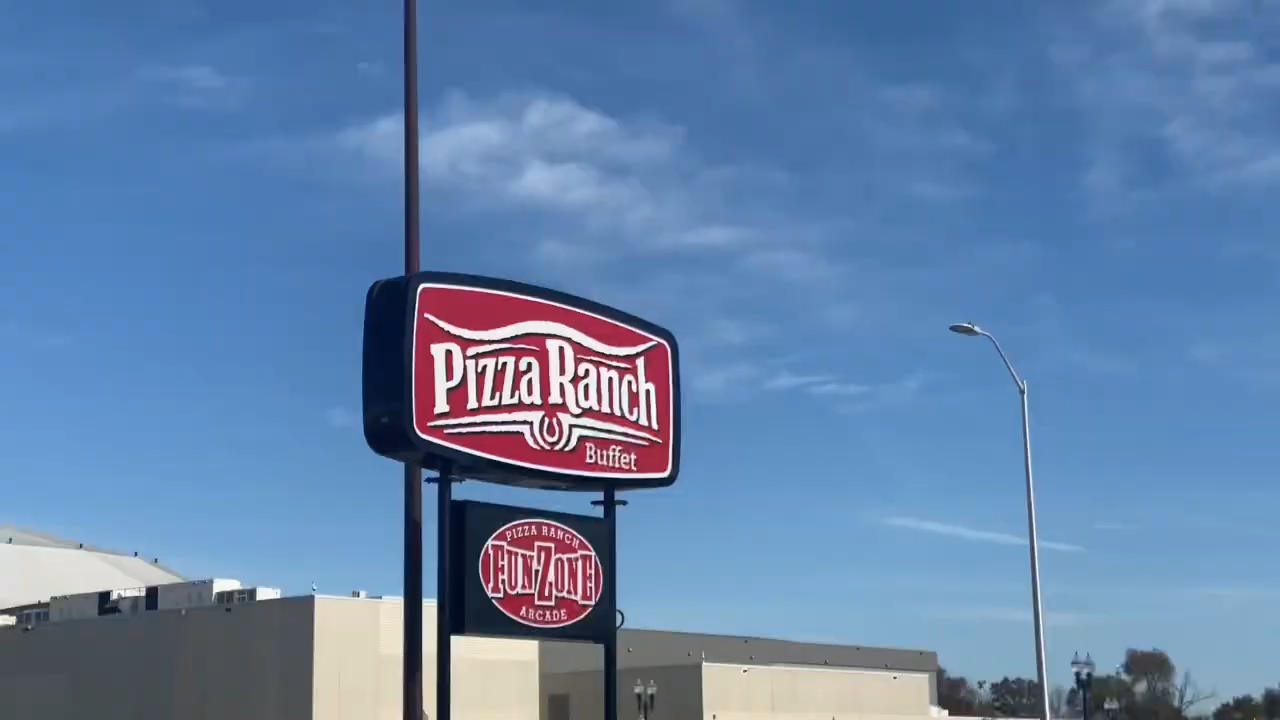 Pizza Ranch
Buffet
PIZZA RANCH
FUNZONE
ARCADE